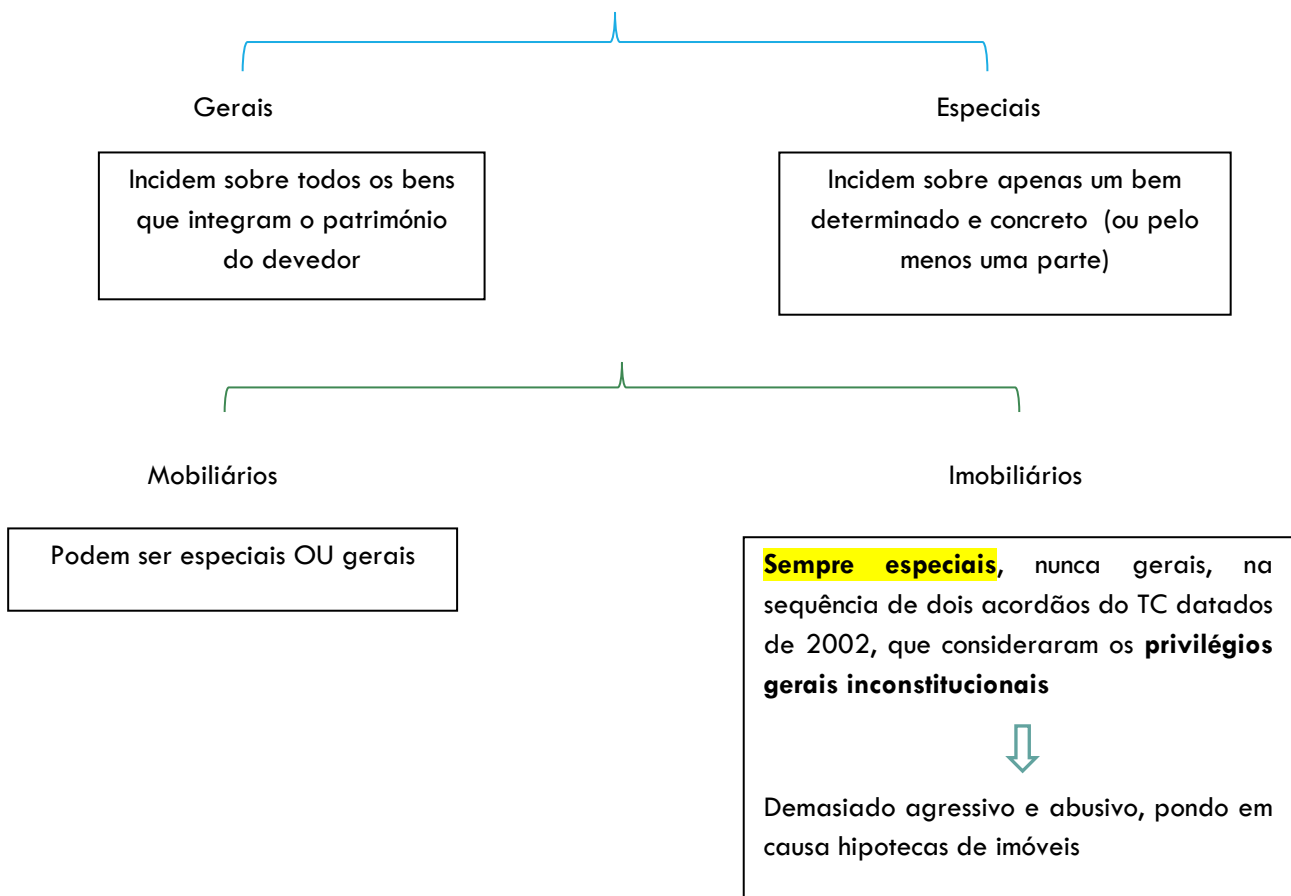 Gerais
Especiais
Incidem sobre todos os bens
que integram o património
do devedor
Incidem sobre apenas um bem
determinado e concreto (ou pelo
menos uma parte)
Mobiliários
Imobiliários
Podem ser especiais OU gerais
Sempre especiais, nunca gerais, na
sequência de dois acordãos do TC datados
de 2002, que consideraram os privilégios
gerais inconstitucionais
Demasiado agressivo e abusivo, pondo em
causa hipotecas de imóveis